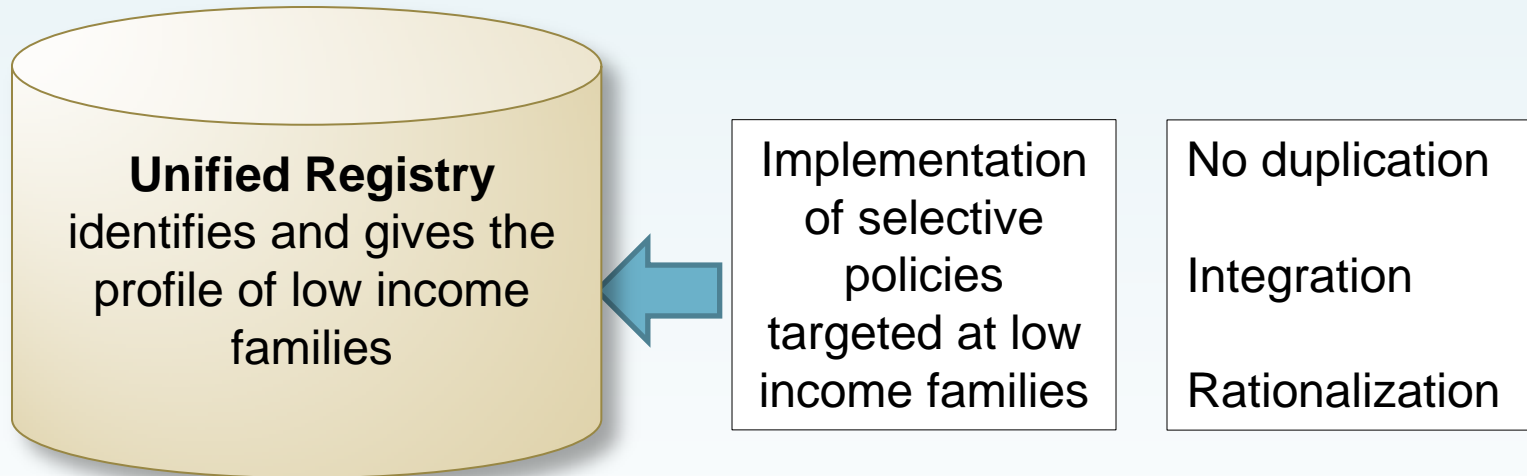 Unified Registry
identifies and gives the
profile of low income
families
Implementation
of selective
policies
targeted at low
income families
No duplication
Integration
Rationalization